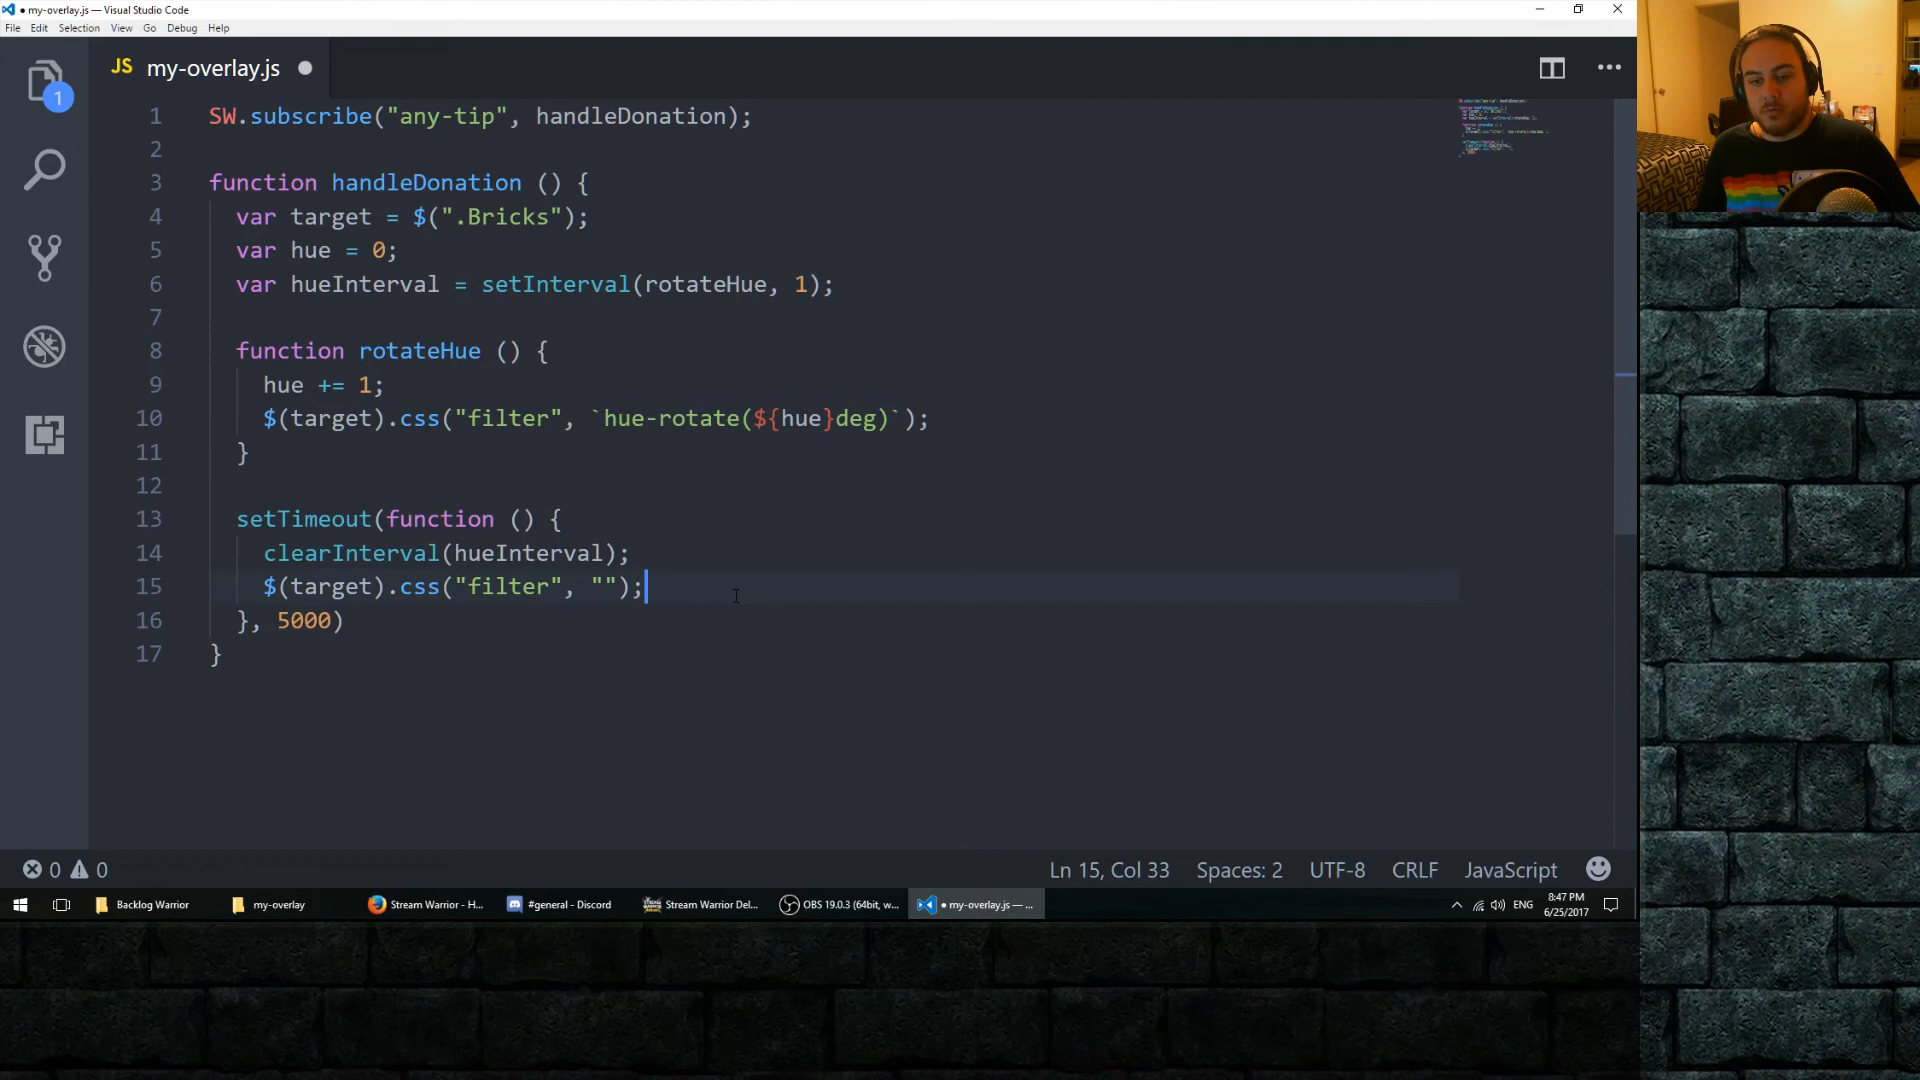 my-overlay.js — Visual Studio Code
File Edit Selection View Go Debug Help
JS my-overlay.js
1
1 SW.subscribe("any-tip", handleDonation);
2
3 function handleDonation () {
4 var target = $(".Bricks");
5 var hue = 0;
6 var hueInterval = setInterval(rotateHue, 1);
7
8 function rotateHue () {
9 hue += 1;
10 $(target).css("filter", `hue-rotate(${hue}deg)`);
11 }
12
13 setTimeout(function () {
14 clearInterval(hueInterval);
15 $(target).css("filter", "");
16 }, 5000)
17 }
0 0 Ln 15, Col 33 Spaces: 2 UTF-8 CRLF JavaScript
Backlog Warrior my-overlay Stream Warrior - H... #general - Discord Stream Warrior Del... OBS 19.0.3 (64bit, w... my-overlay.js — ... ENG 8:47 PM
6/25/2017